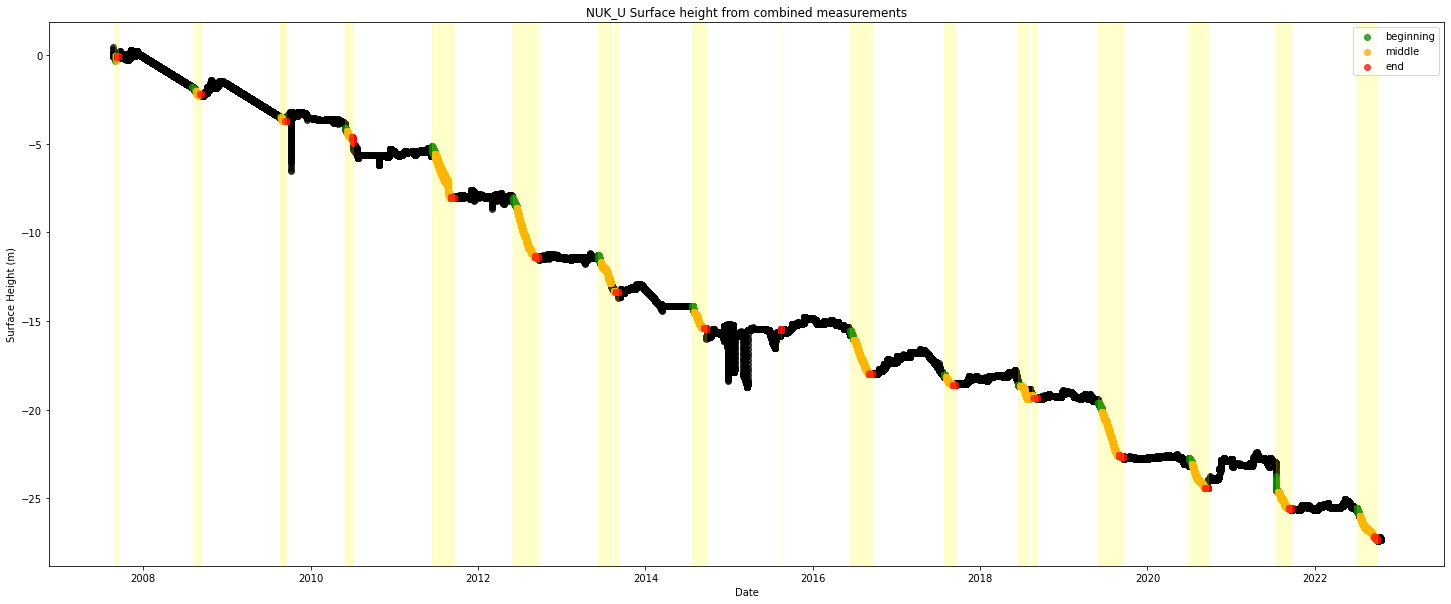 NUK_U Surface height from combined measurements
beginning
middle
end
Surface Height (m)
0
−5
−10
−15
−20
−25
2008
2010
2012
2014
2016
2018
2020
2022
Date